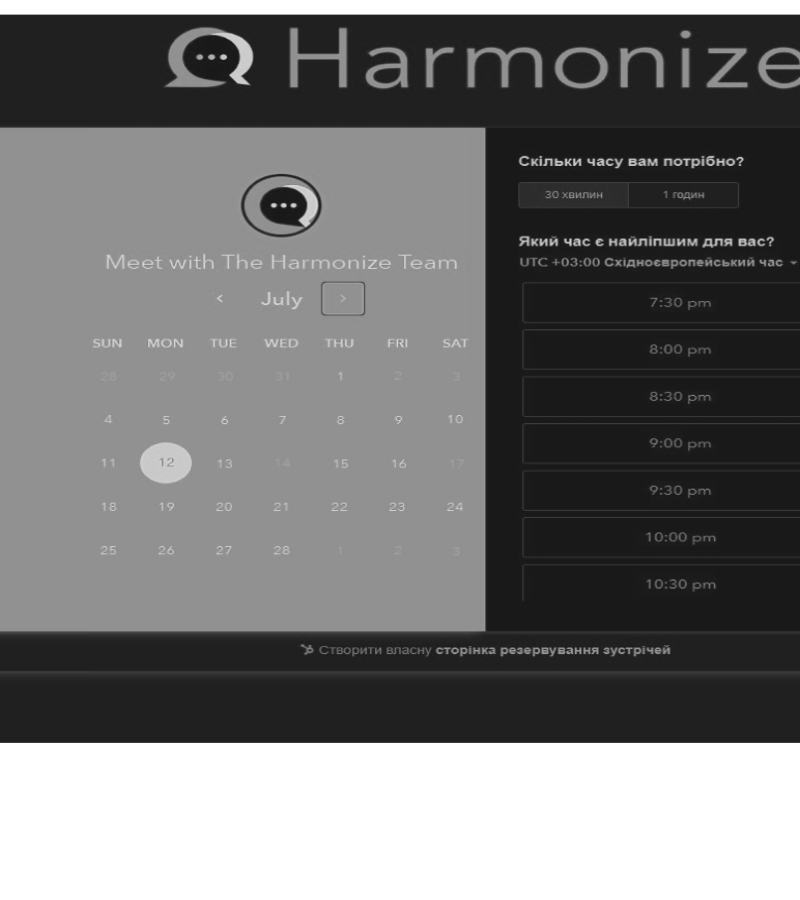 Harmonize
Meet with The Harmonize Team
‹ July ›
SUN MON TUE WED THU FRI SAT
28 29 30 31 1 2 3
4 5 6 7 8 9 10
11 12 13 14 15 16 17
18 19 20 21 22 23 24
25 26 27 28 1 2 3
Скільки часу вам потрібно?
30 хвилин 1 годин
Який час є найліпшим для вас?
UTC +03:00 Східноєвропейський час
7:30 pm
8:00 pm
8:30 pm
9:00 pm
9:30 pm
10:00 pm
10:30 pm
Створити власну сторінка резервування зустрічей